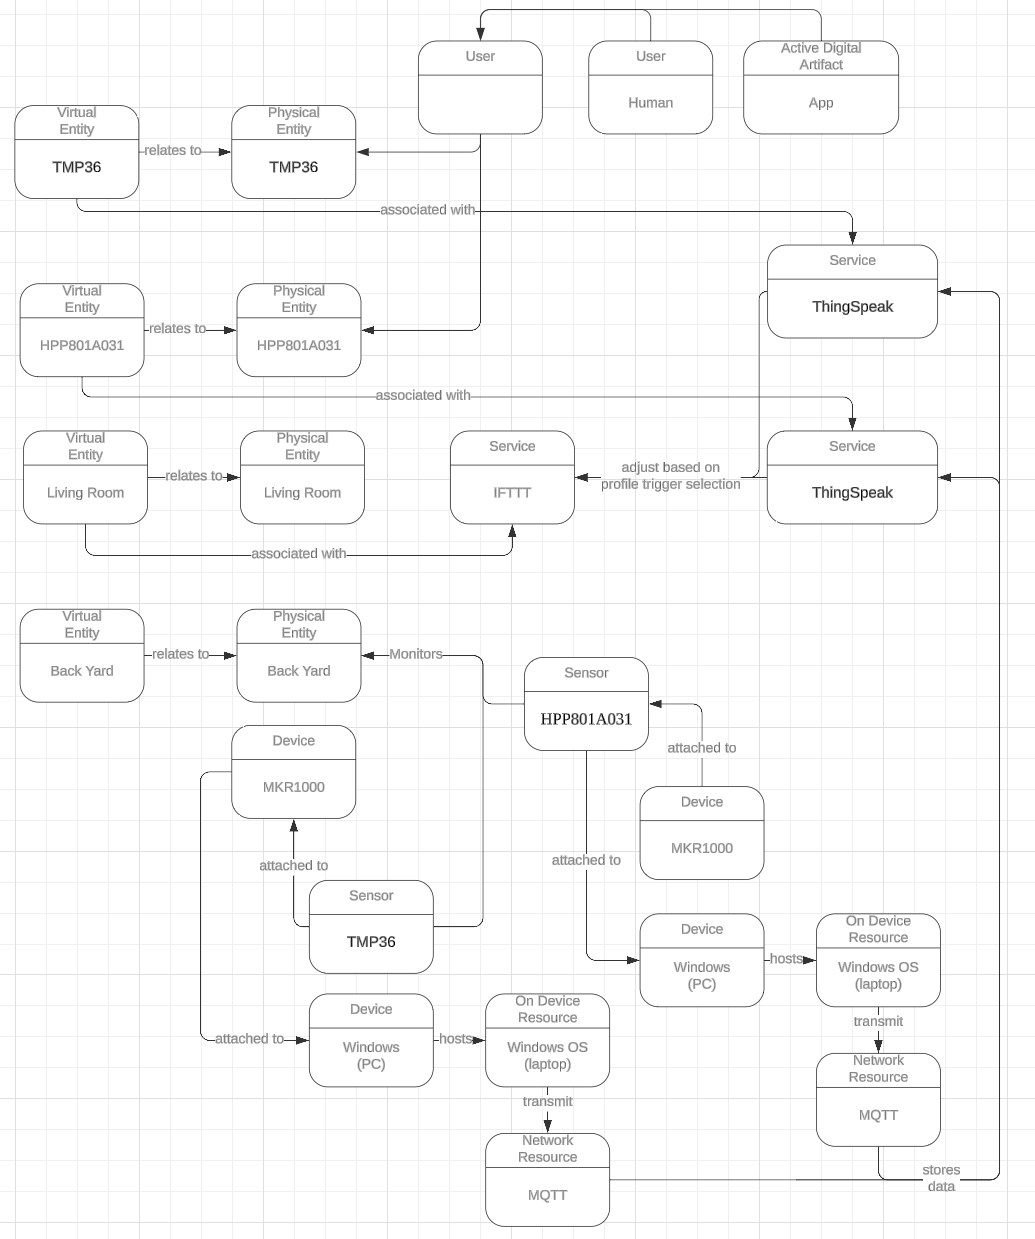 User
User
Human
Active Digital
Artifact
App
Virtual
Entity
TMP36
relates to
Physical
Entity
TMP36
associated with
Service
ThingSpeak
Virtual
Entity
HPP801A031
relates to
Physical
Entity
HPP801A031
associated with
Virtual
Entity
Living Room
relates to
Physical
Entity
Living Room
Service
IFTTT
adjust based on
profile trigger selection
Service
ThingSpeak
associated with
Virtual
Entity
Back Yard
relates to
Physical
Entity
Back Yard
Monitors
Sensor
HPP801A031
attached to
Device
MKR1000
Device
MKR1000
attached to
attached to
Sensor
TMP36
Device
Windows
(PC)
hosts
On Device
Resource
Windows OS
(laptop)
transmit
Network
Resource
MQTT
attached to
Device
Windows
(PC)
hosts
On Device
Resource
Windows OS
(laptop)
transmit
Network
Resource
MQTT
stores
data